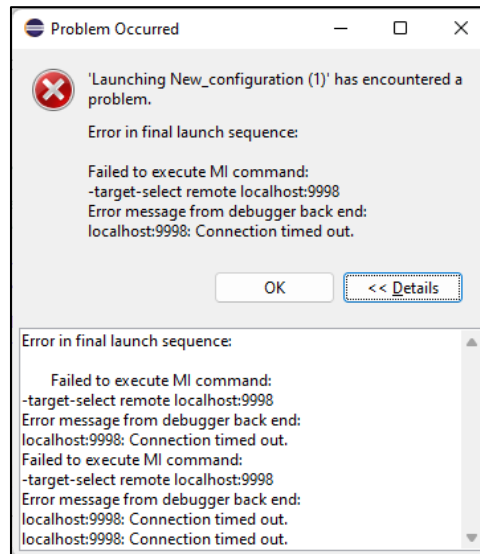 Problem Occurred
'Launching New_configuration (1)' has encountered a
problem.
Error in final launch sequence:
Failed to execute MI command:
-target-select remote localhost:9998
Error message from debugger back end:
localhost:9998: Connection timed out.
OK
<< Details
Error in final launch sequence:
Failed to execute MI command:
-target-select remote localhost:9998
Error message from debugger back end:
localhost:9998: Connection timed out.
Failed to execute MI command:
-target-select remote localhost:9998
Error message from debugger back end:
localhost:9998: Connection timed out.
localhost:9998: Connection timed out.